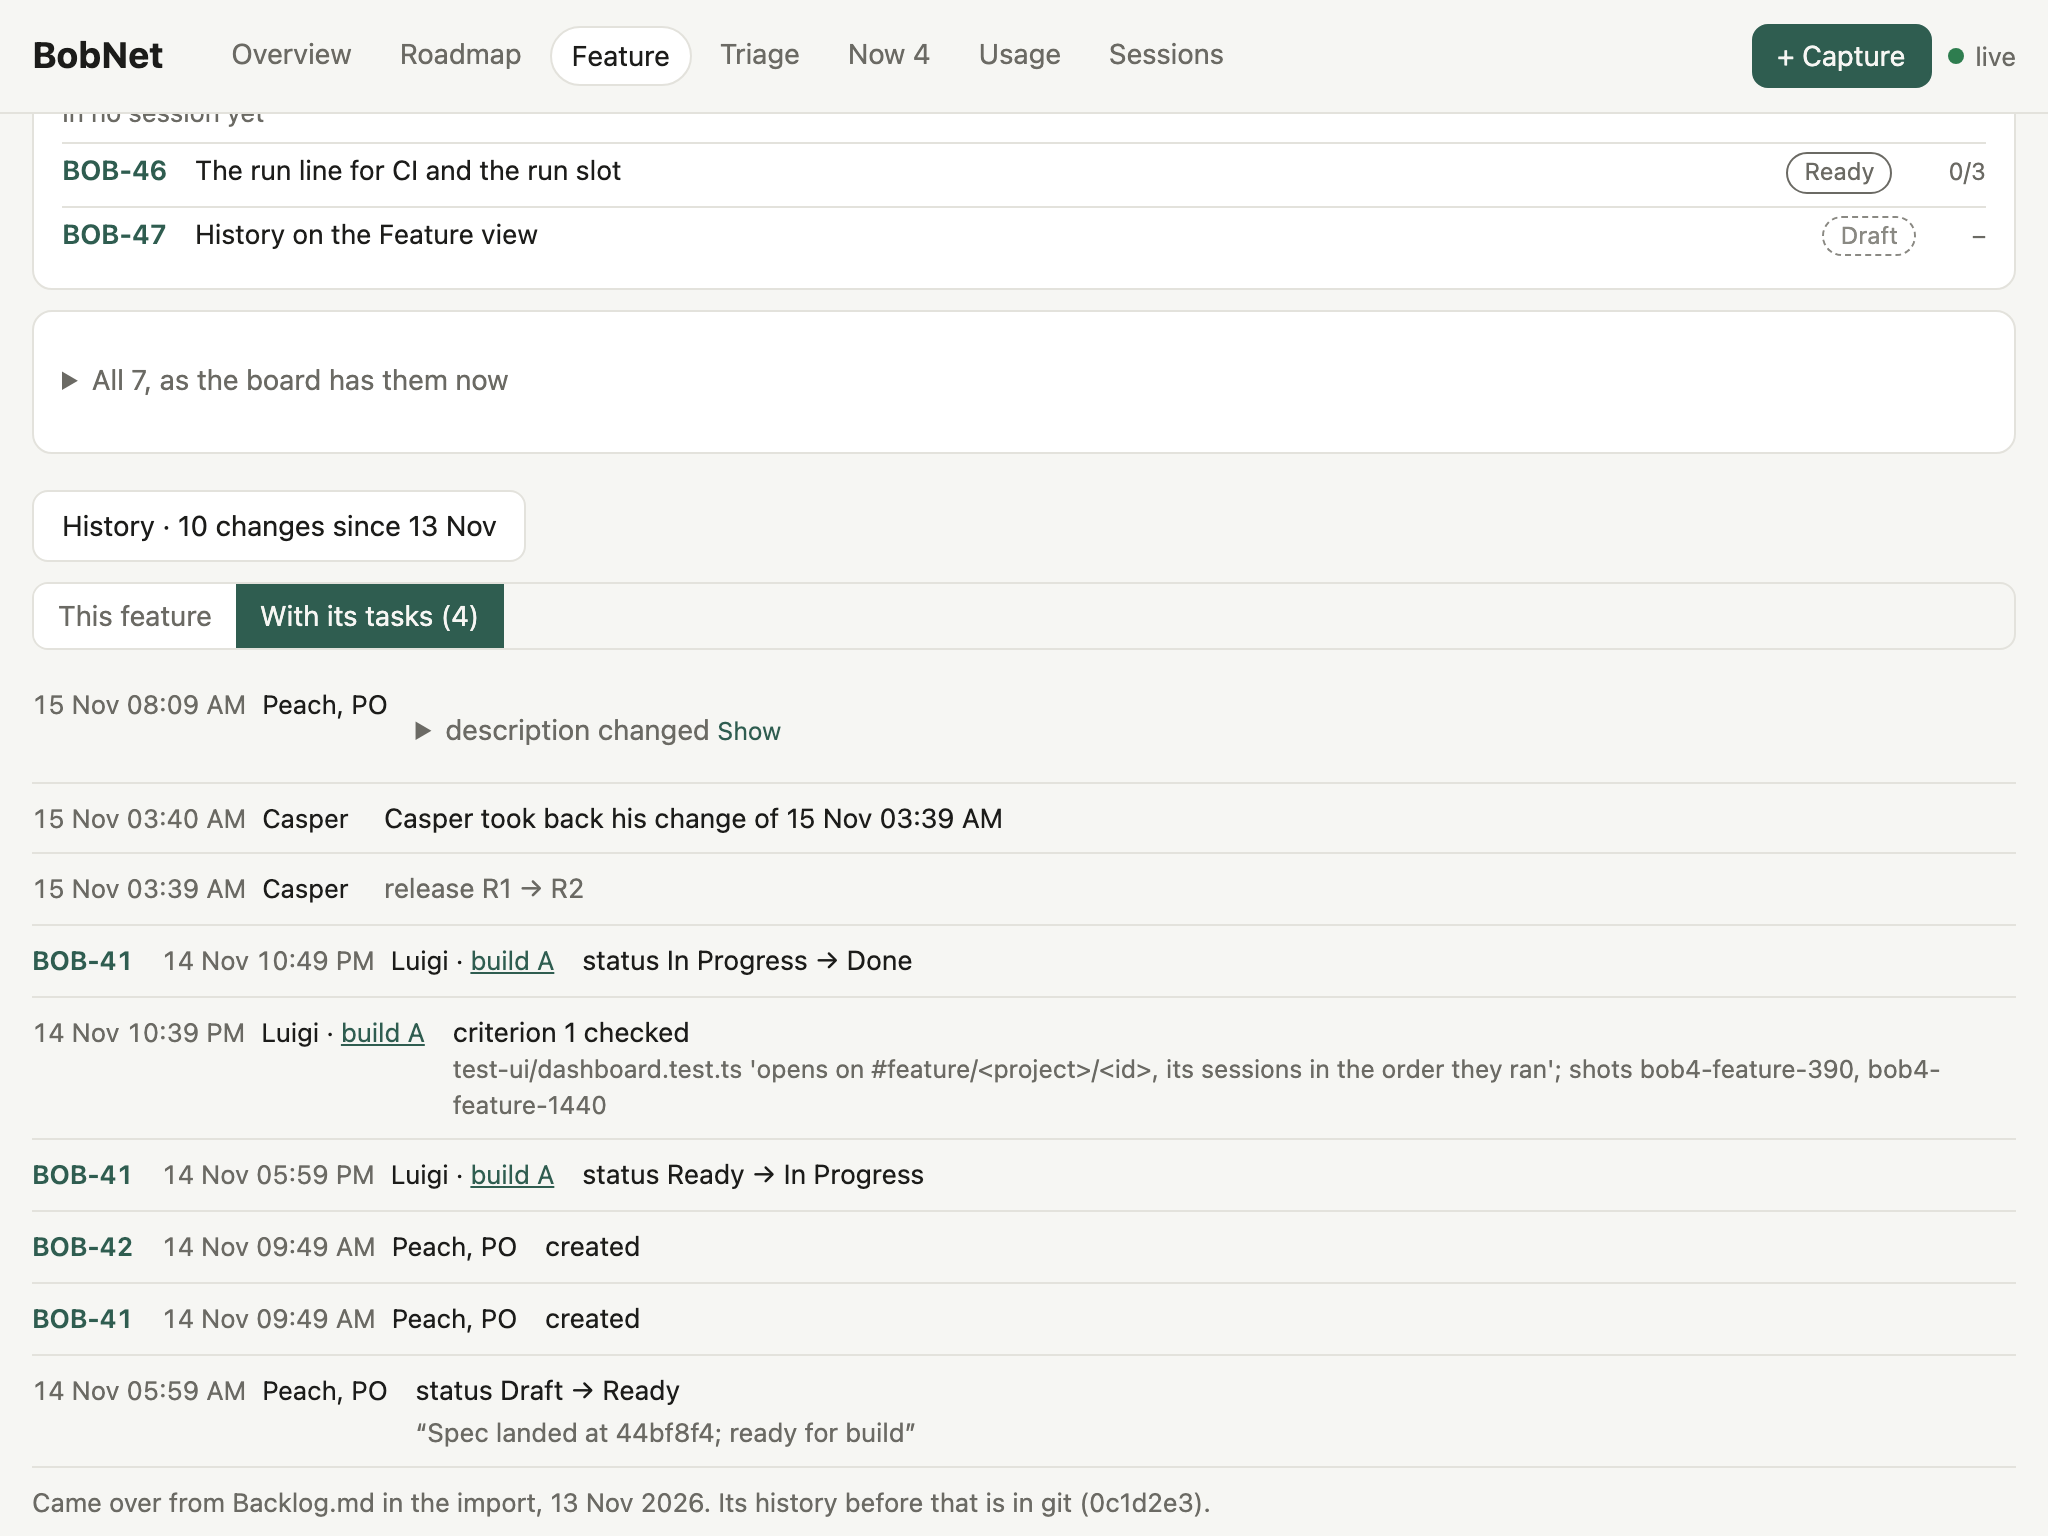 BobNet Overview Roadmap Feature Triage Now 4 Usage Sessions + Capture live
In no session yet
BOB-46 The run line for CI and the run slot Ready 0/3
BOB-47 History on the Feature view Draft –
▶ All 7, as the board has them now
History · 10 changes since 13 Nov
This feature With its tasks (4)
15 Nov 08:09 AM Peach, PO
▶ description changed Show
15 Nov 03:40 AM Casper Casper took back his change of 15 Nov 03:39 AM
15 Nov 03:39 AM Casper release R1 → R2
BOB-41 14 Nov 10:49 PM Luigi · build A status In Progress → Done
14 Nov 10:39 PM Luigi · build A criterion 1 checked
test-ui/dashboard.test.ts 'opens on #feature/<project>/<id>, its sessions in the order they ran'; shots bob4-feature-390, bob4-
feature-1440
BOB-41 14 Nov 05:59 PM Luigi · build A status Ready → In Progress
BOB-42 14 Nov 09:49 AM Peach, PO created
BOB-41 14 Nov 09:49 AM Peach, PO created
14 Nov 05:59 AM Peach, PO status Draft → Ready
“Spec landed at 44bf8f4; ready for build”
Came over from Backlog.md in the import, 13 Nov 2026. Its history before that is in git (0c1d2e3).